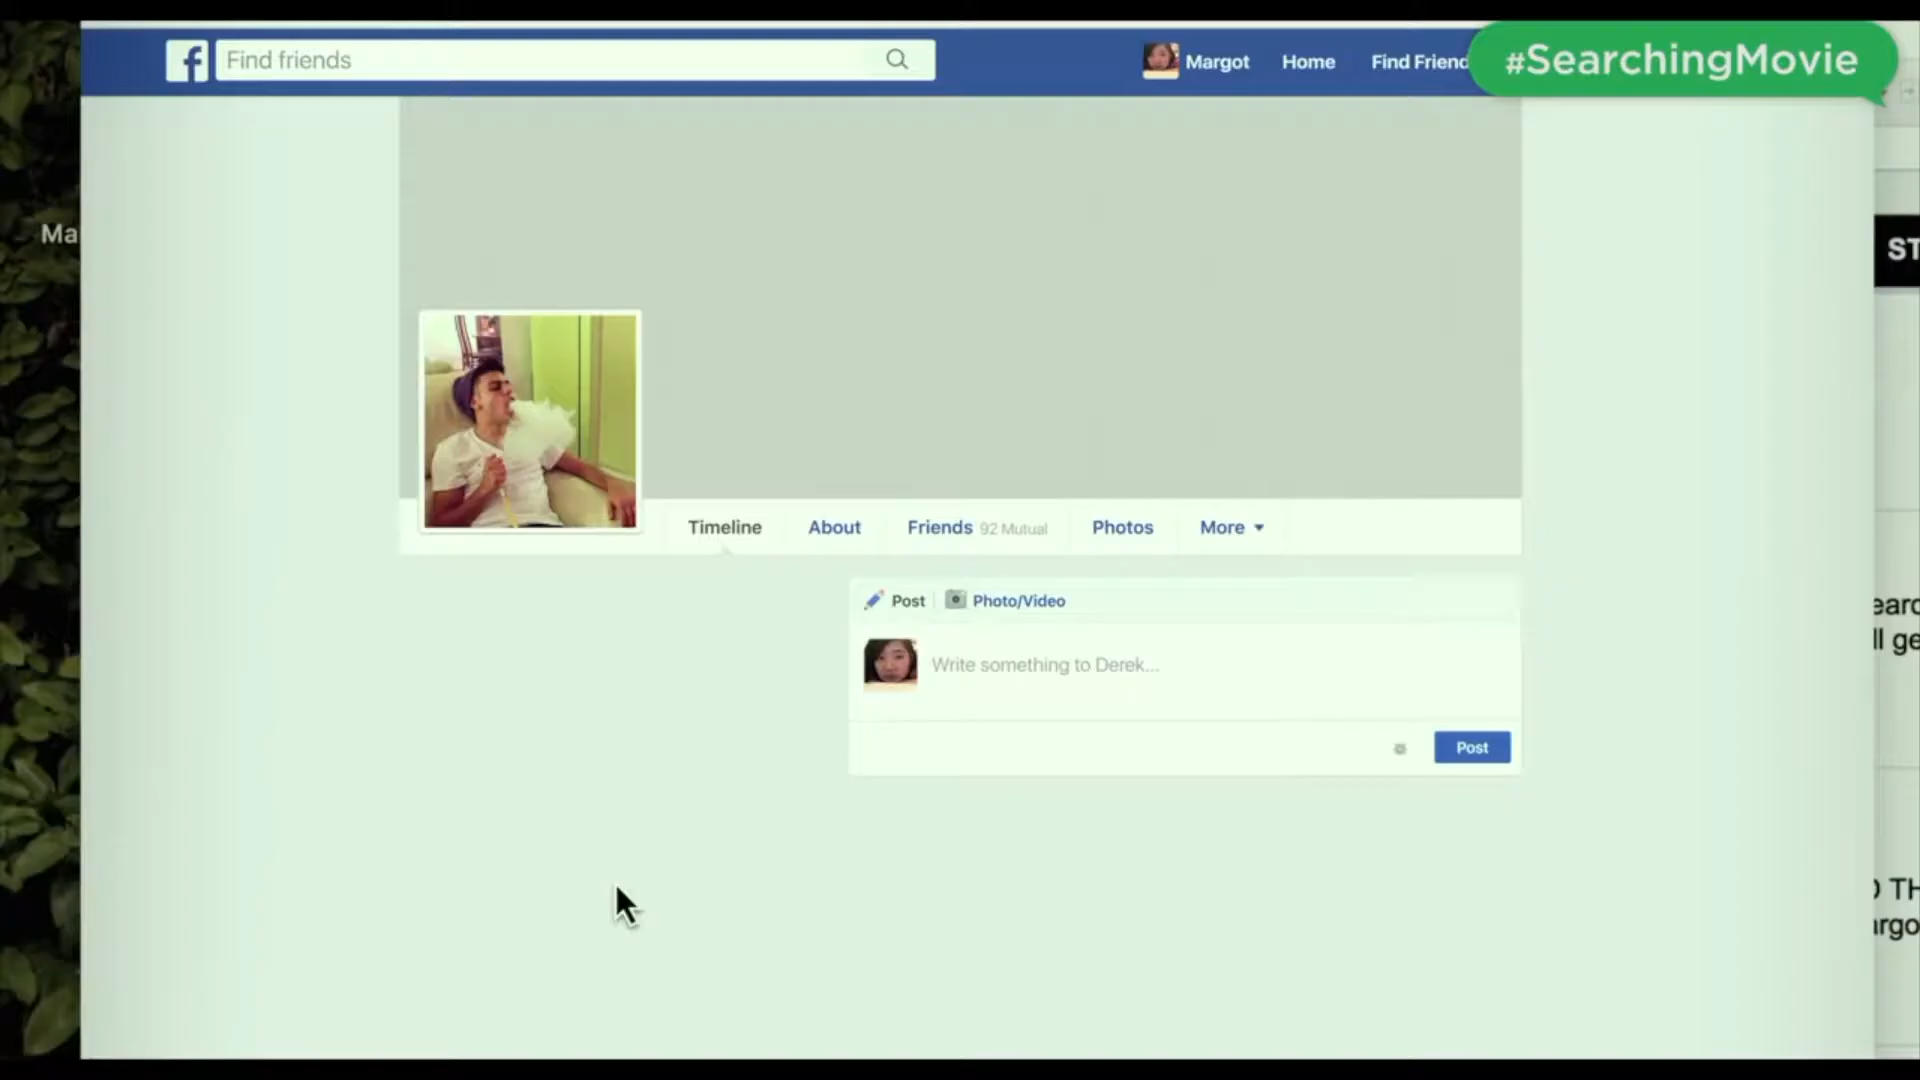 Find friends
Margot
Home
Find Friend
#SearchingMovie
Ma
ST
Timeline
About
Friends 92 Mutual
Photos
More
Post
Photo/Video
Write something to Derek...
Post
earc
ll ge
TH
rgo